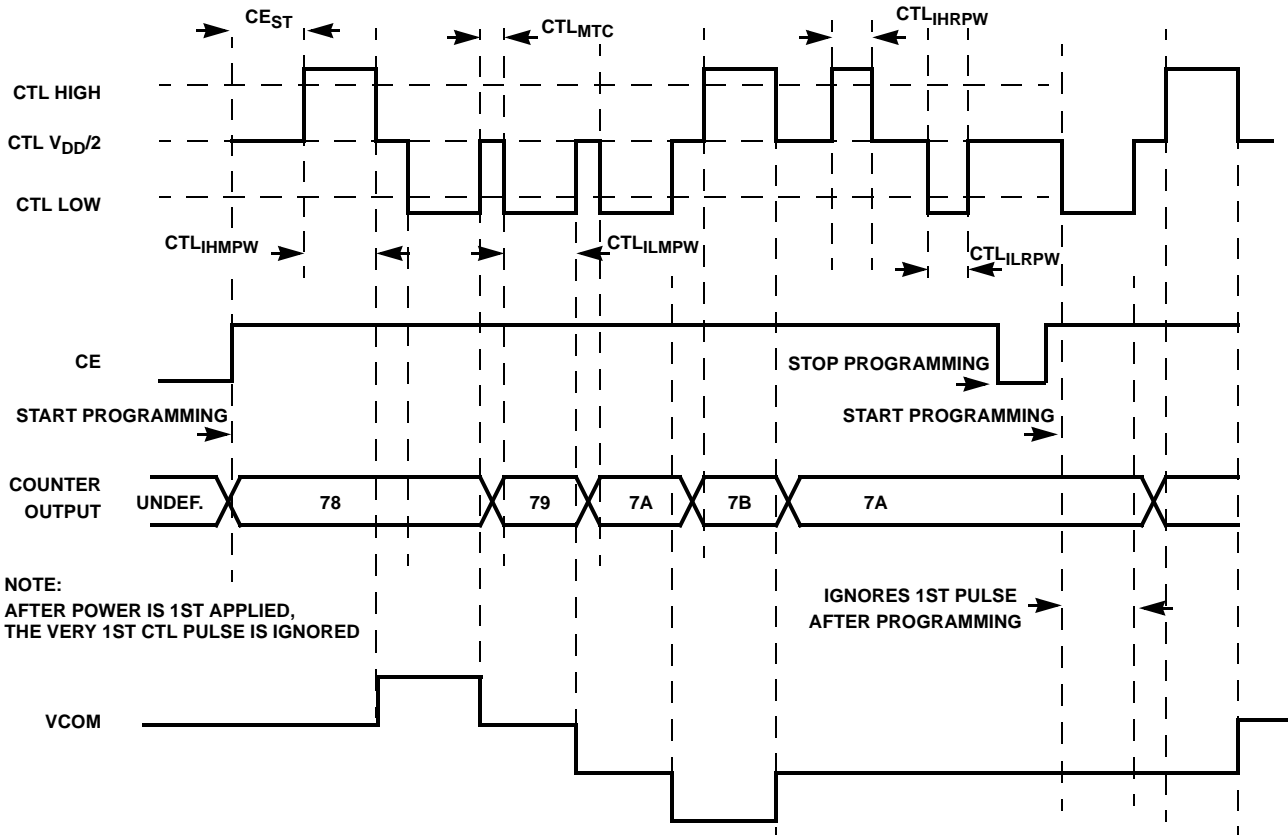 CE_ST
CTL_MTC
CTL_IHRPW
CTL HIGH
CTL V_DD/2
CTL LOW
CTL_IHMPW
CTL_ILMPW
CTL_ILRPW
CE
STOP PROGRAMMING
START PROGRAMMING
START PROGRAMMING
COUNTER
OUTPUT
UNDEF.
78
79
7A
7B
7A
NOTE:
AFTER POWER IS 1ST APPLIED,
THE VERY 1ST CTL PULSE IS IGNORED
IGNORES 1ST PULSE
AFTER PROGRAMMING
VCOM